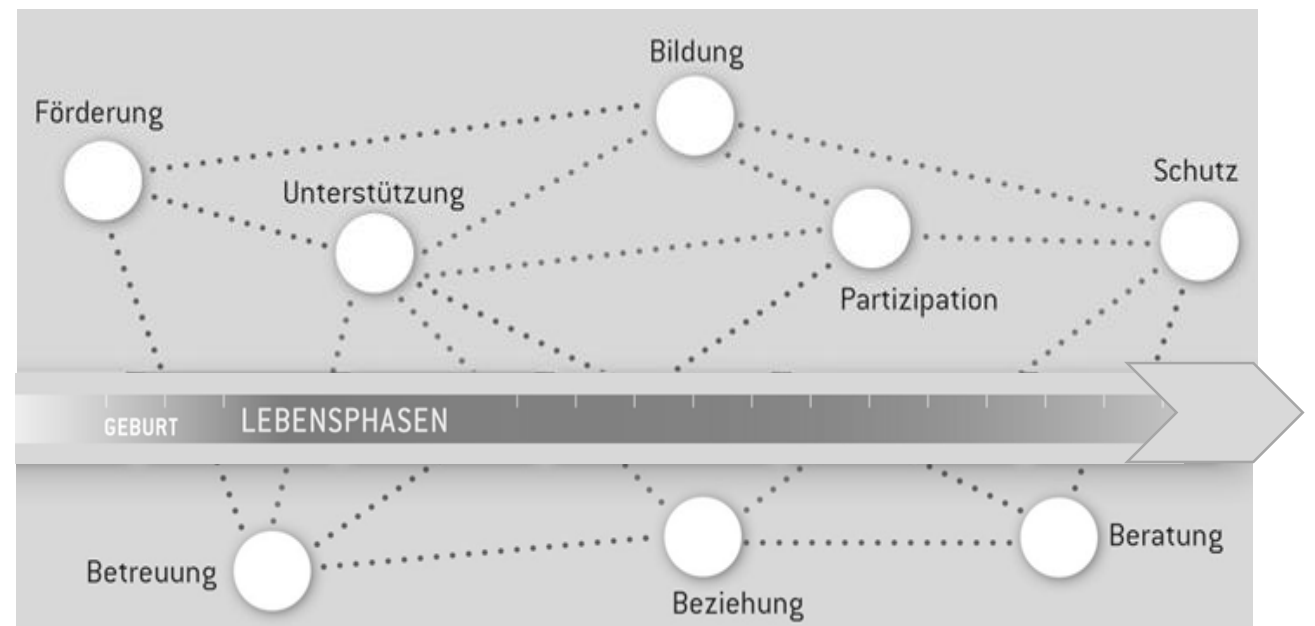 Bildung
Förderung
Schutz
Unterstützung
Partizipation
GEBURT LEBENSPHASEN
Beratung
Betreuung
Beziehung